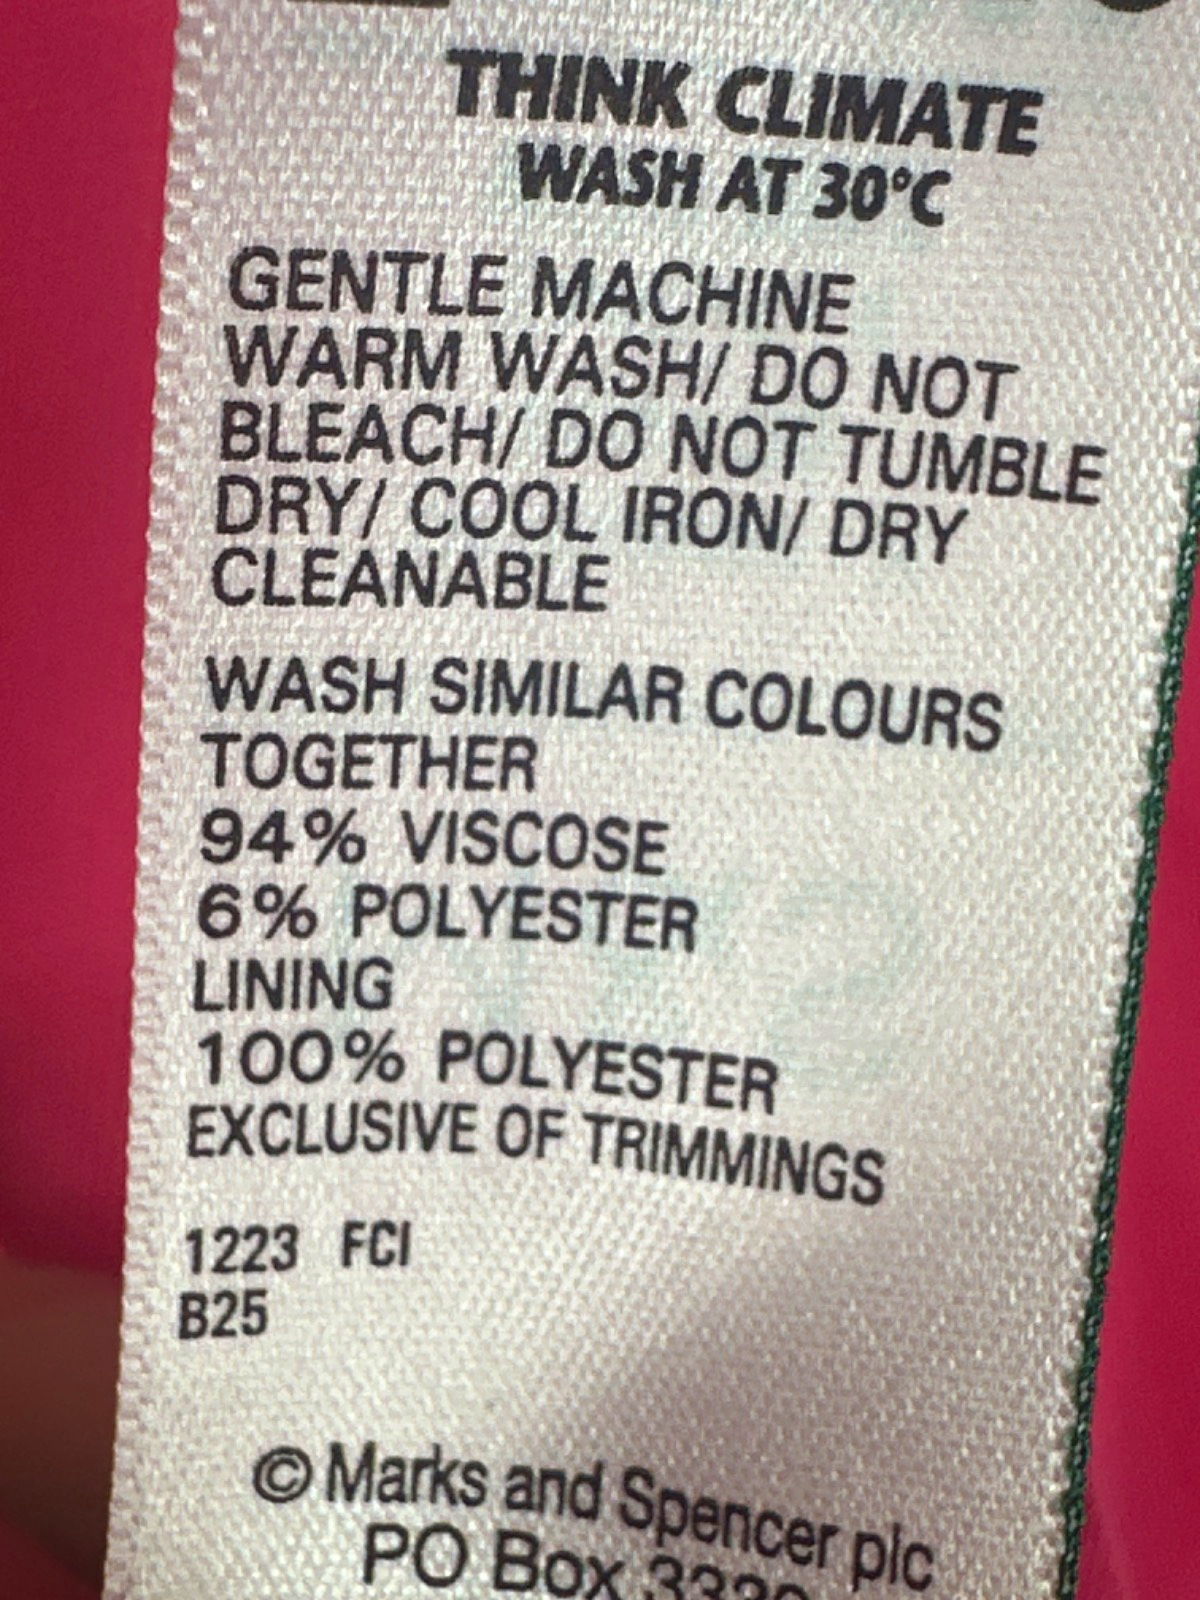 THINK CLIMATE
WASH AT 30°C
GENTLE MACHINE
WARM WASH/ DO NOT
BLEACH/ DO NOT TUMBLE
DRY/ COOL IRON/ DRY
CLEANABLE
WASH SIMILAR COLOURS
TOGETHER
94% VISCOSE
6% POLYESTER
LINING
100% POLYESTER
EXCLUSIVE OF TRIMMINGS
1223 FCI
B25
© Marks and Spencer plc
PO Box